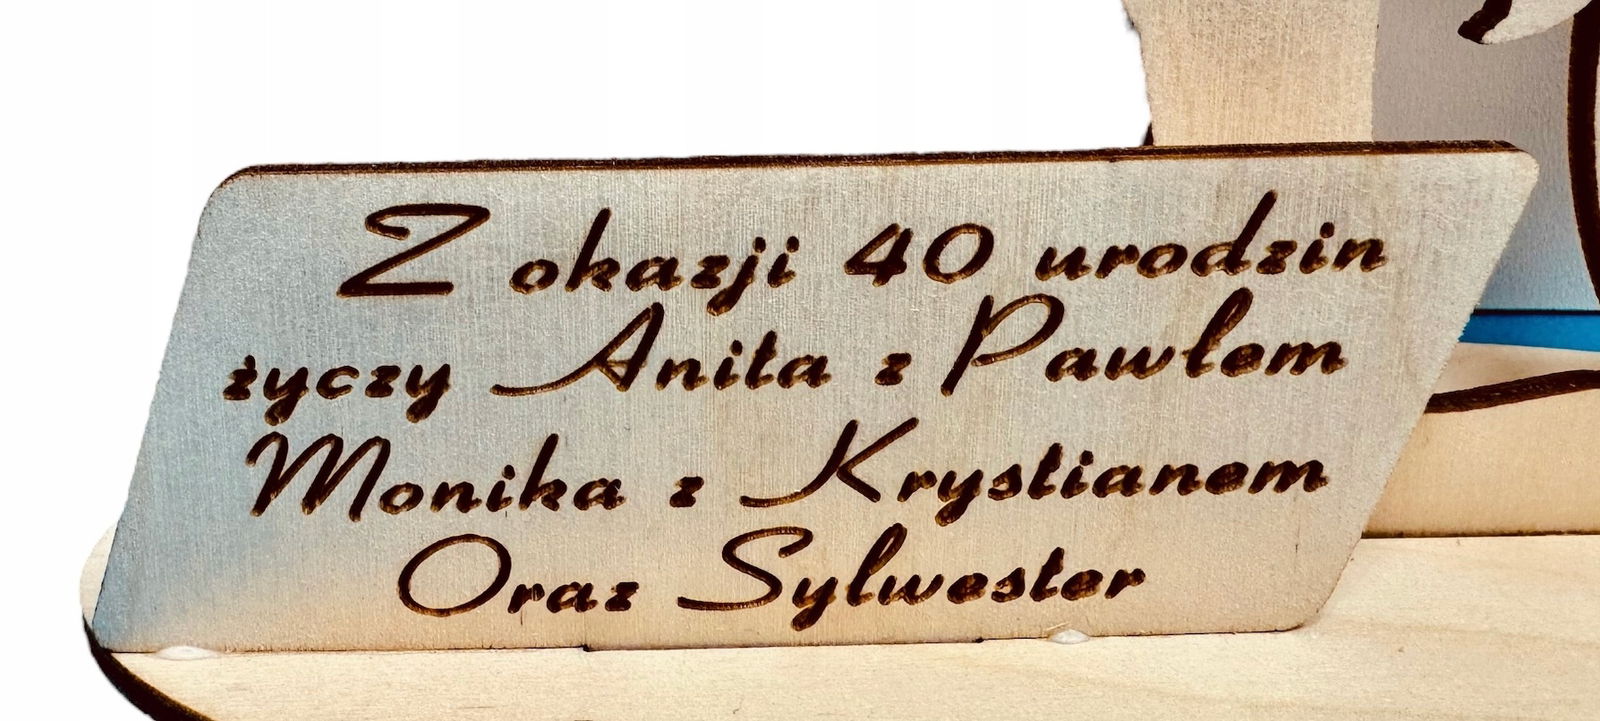 Z okazji 40 urodzin
życzy Anita z Pawłem
Monika z Krystianem
Oraz Sylwester